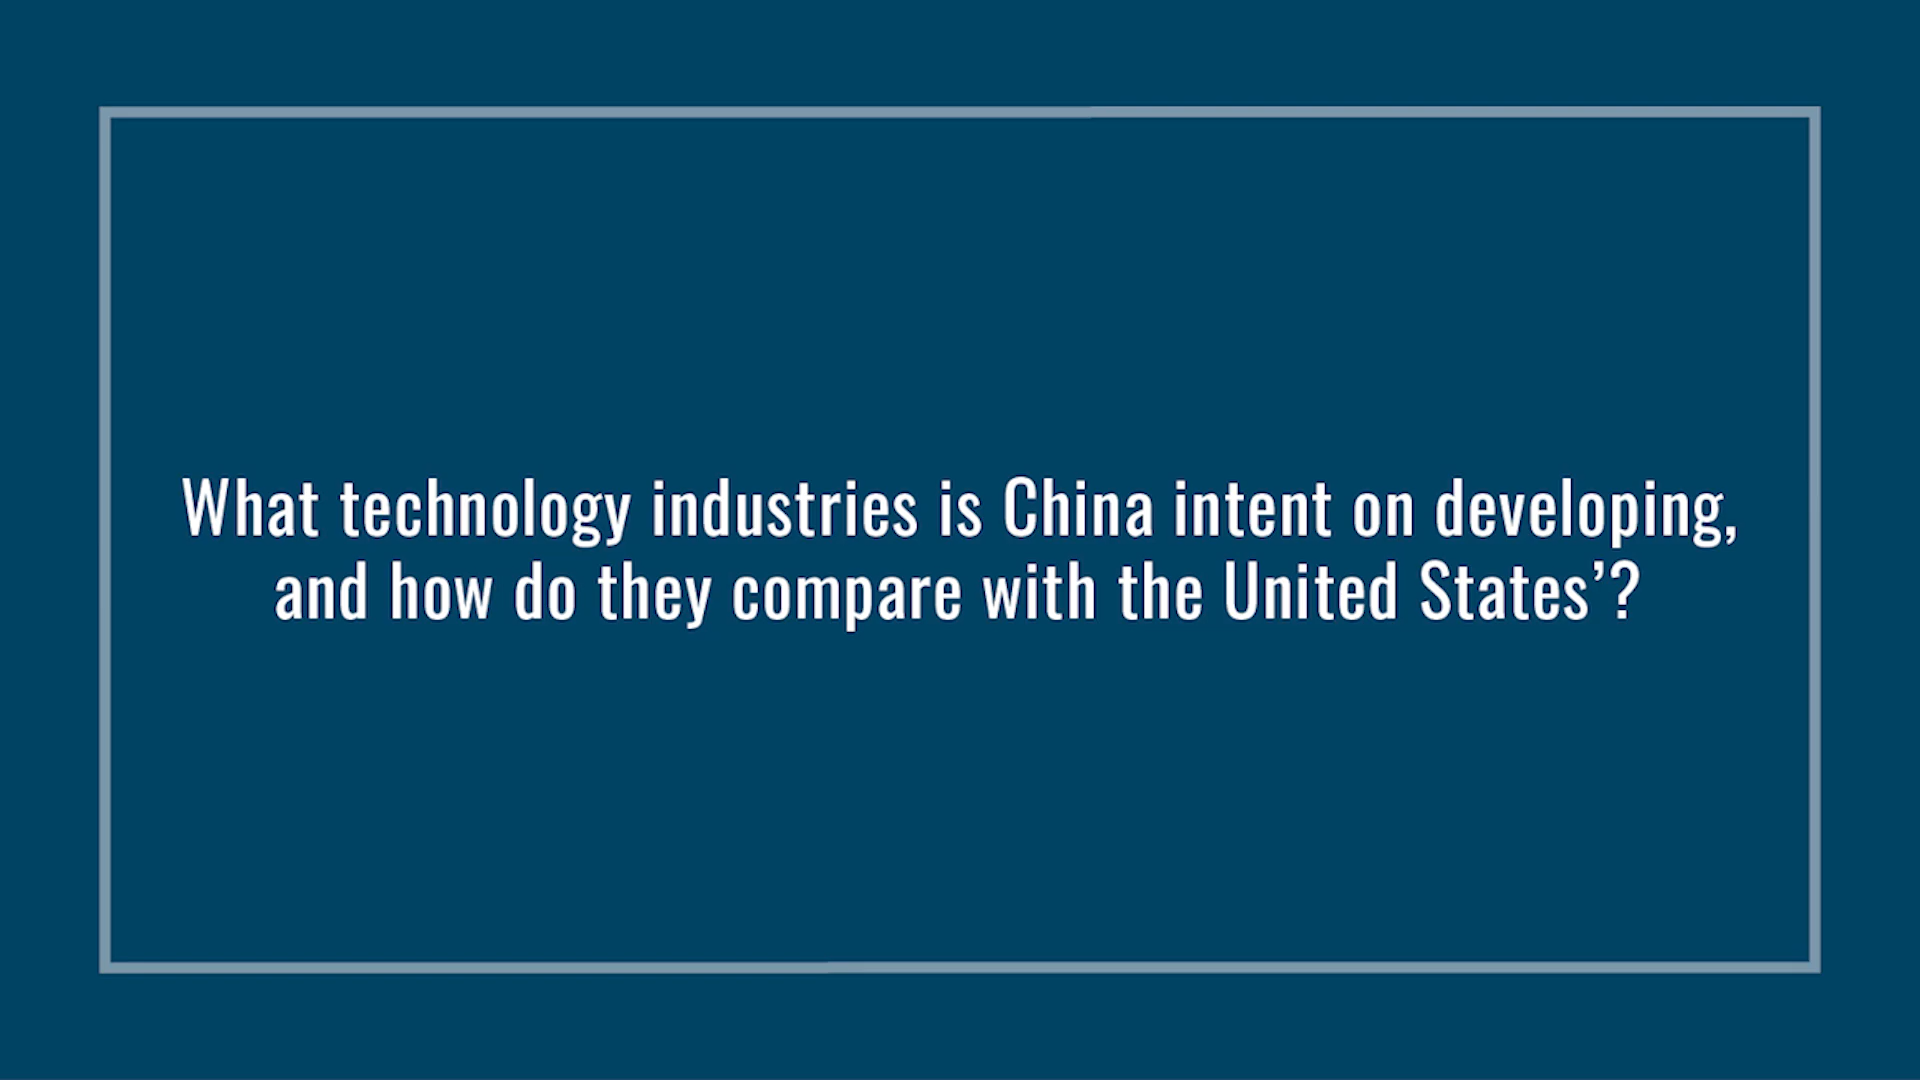 What technology industries is China intent on developing,
and how do they compare with the United States’?